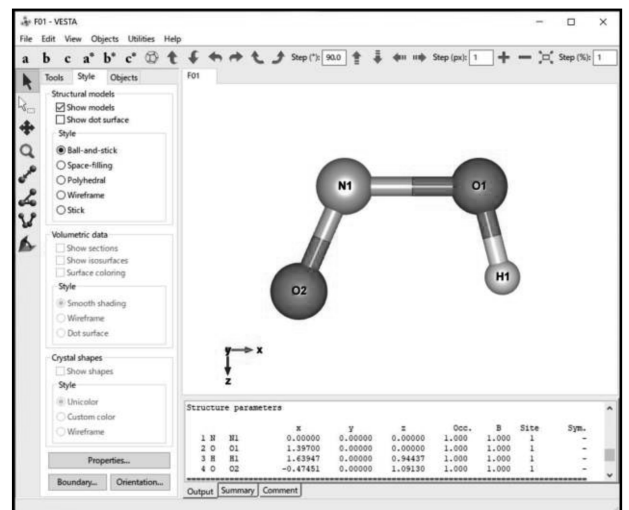 F01 - VESTA
File Edit View Objects Utilities Help
a b c a* b* c* Step (°): 90.0 Step (px): 1 Step (%): 1
Tools Style Objects
F01
Structural models
Show models
Show dot surface
Style
Ball-and-stick
Space-filling
Polyhedral
Wireframe
Stick
Volumetric data
Show sections
Show isosurfaces
Surface coloring
Style
Smooth shading
Wireframe
Dot surface
Crystal shapes
Show shapes
Style
Unicolor
Custom color
Wireframe
Properties...
Boundary... Orientation...
N1 O1
O2 H1
y x
z
Structure parameters
x y z Occ. B Site Sym.
1 N N1 0.00000 0.00000 0.00000 1.000 1.000 1 -
2 O O1 1.39700 0.00000 0.00000 1.000 1.000 1 -
3 H H1 1.63947 0.00000 0.94437 1.000 1.000 1 -
4 O O2 -0.47451 0.00000 1.09130 1.000 1.000 1 -
Output Summary Comment